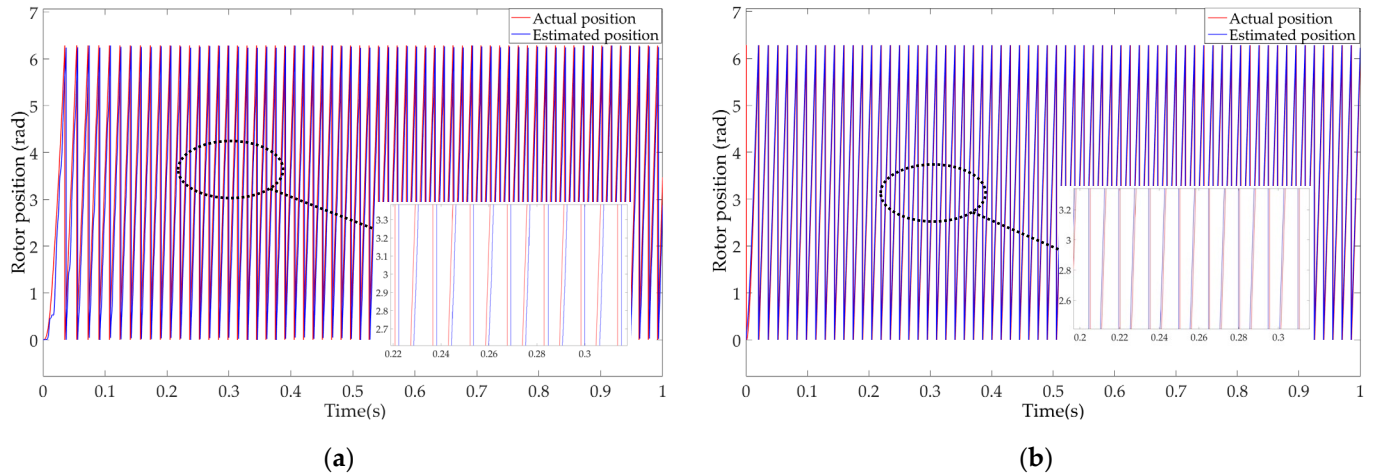 7
6
5
4
3
2
1
0
Rotor position (rad)
Actual position
Estimated position
3.3
3.2
3.1
3
2.9
2.8
2.7
0.22 0.24 0.26 0.28 0.3
0 0.1 0.2 0.3 0.4 0.5 0.6 0.7 0.8 0.9 1
Time(s)
(a)
7
6
5
4
3
2
1
0
Rotor position (rad)
Actual position
Estimated position
3.2
3
2.8
2.6
0.2 0.22 0.24 0.26 0.28 0.3
0 0.1 0.2 0.3 0.4 0.5 0.6 0.7 0.8 0.9 1
Time(s)
(b)